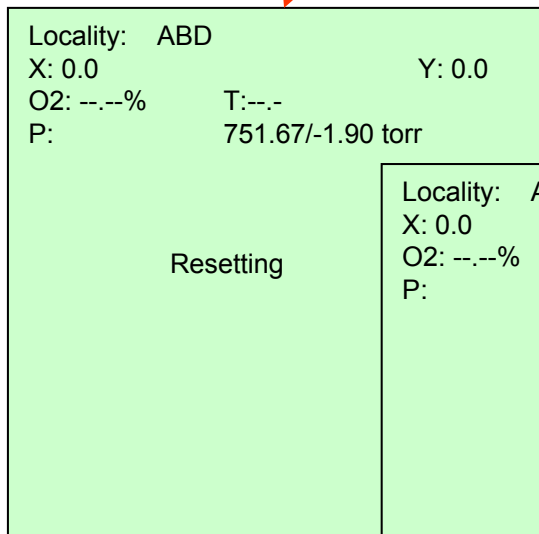 Locality: ABD
X: 0.0 Y: 0.0
O2: --.--% T:--.-
P: 751.67/-1.90 torr
Resetting
Locality:
X: 0.0
O2: --.--%
P: